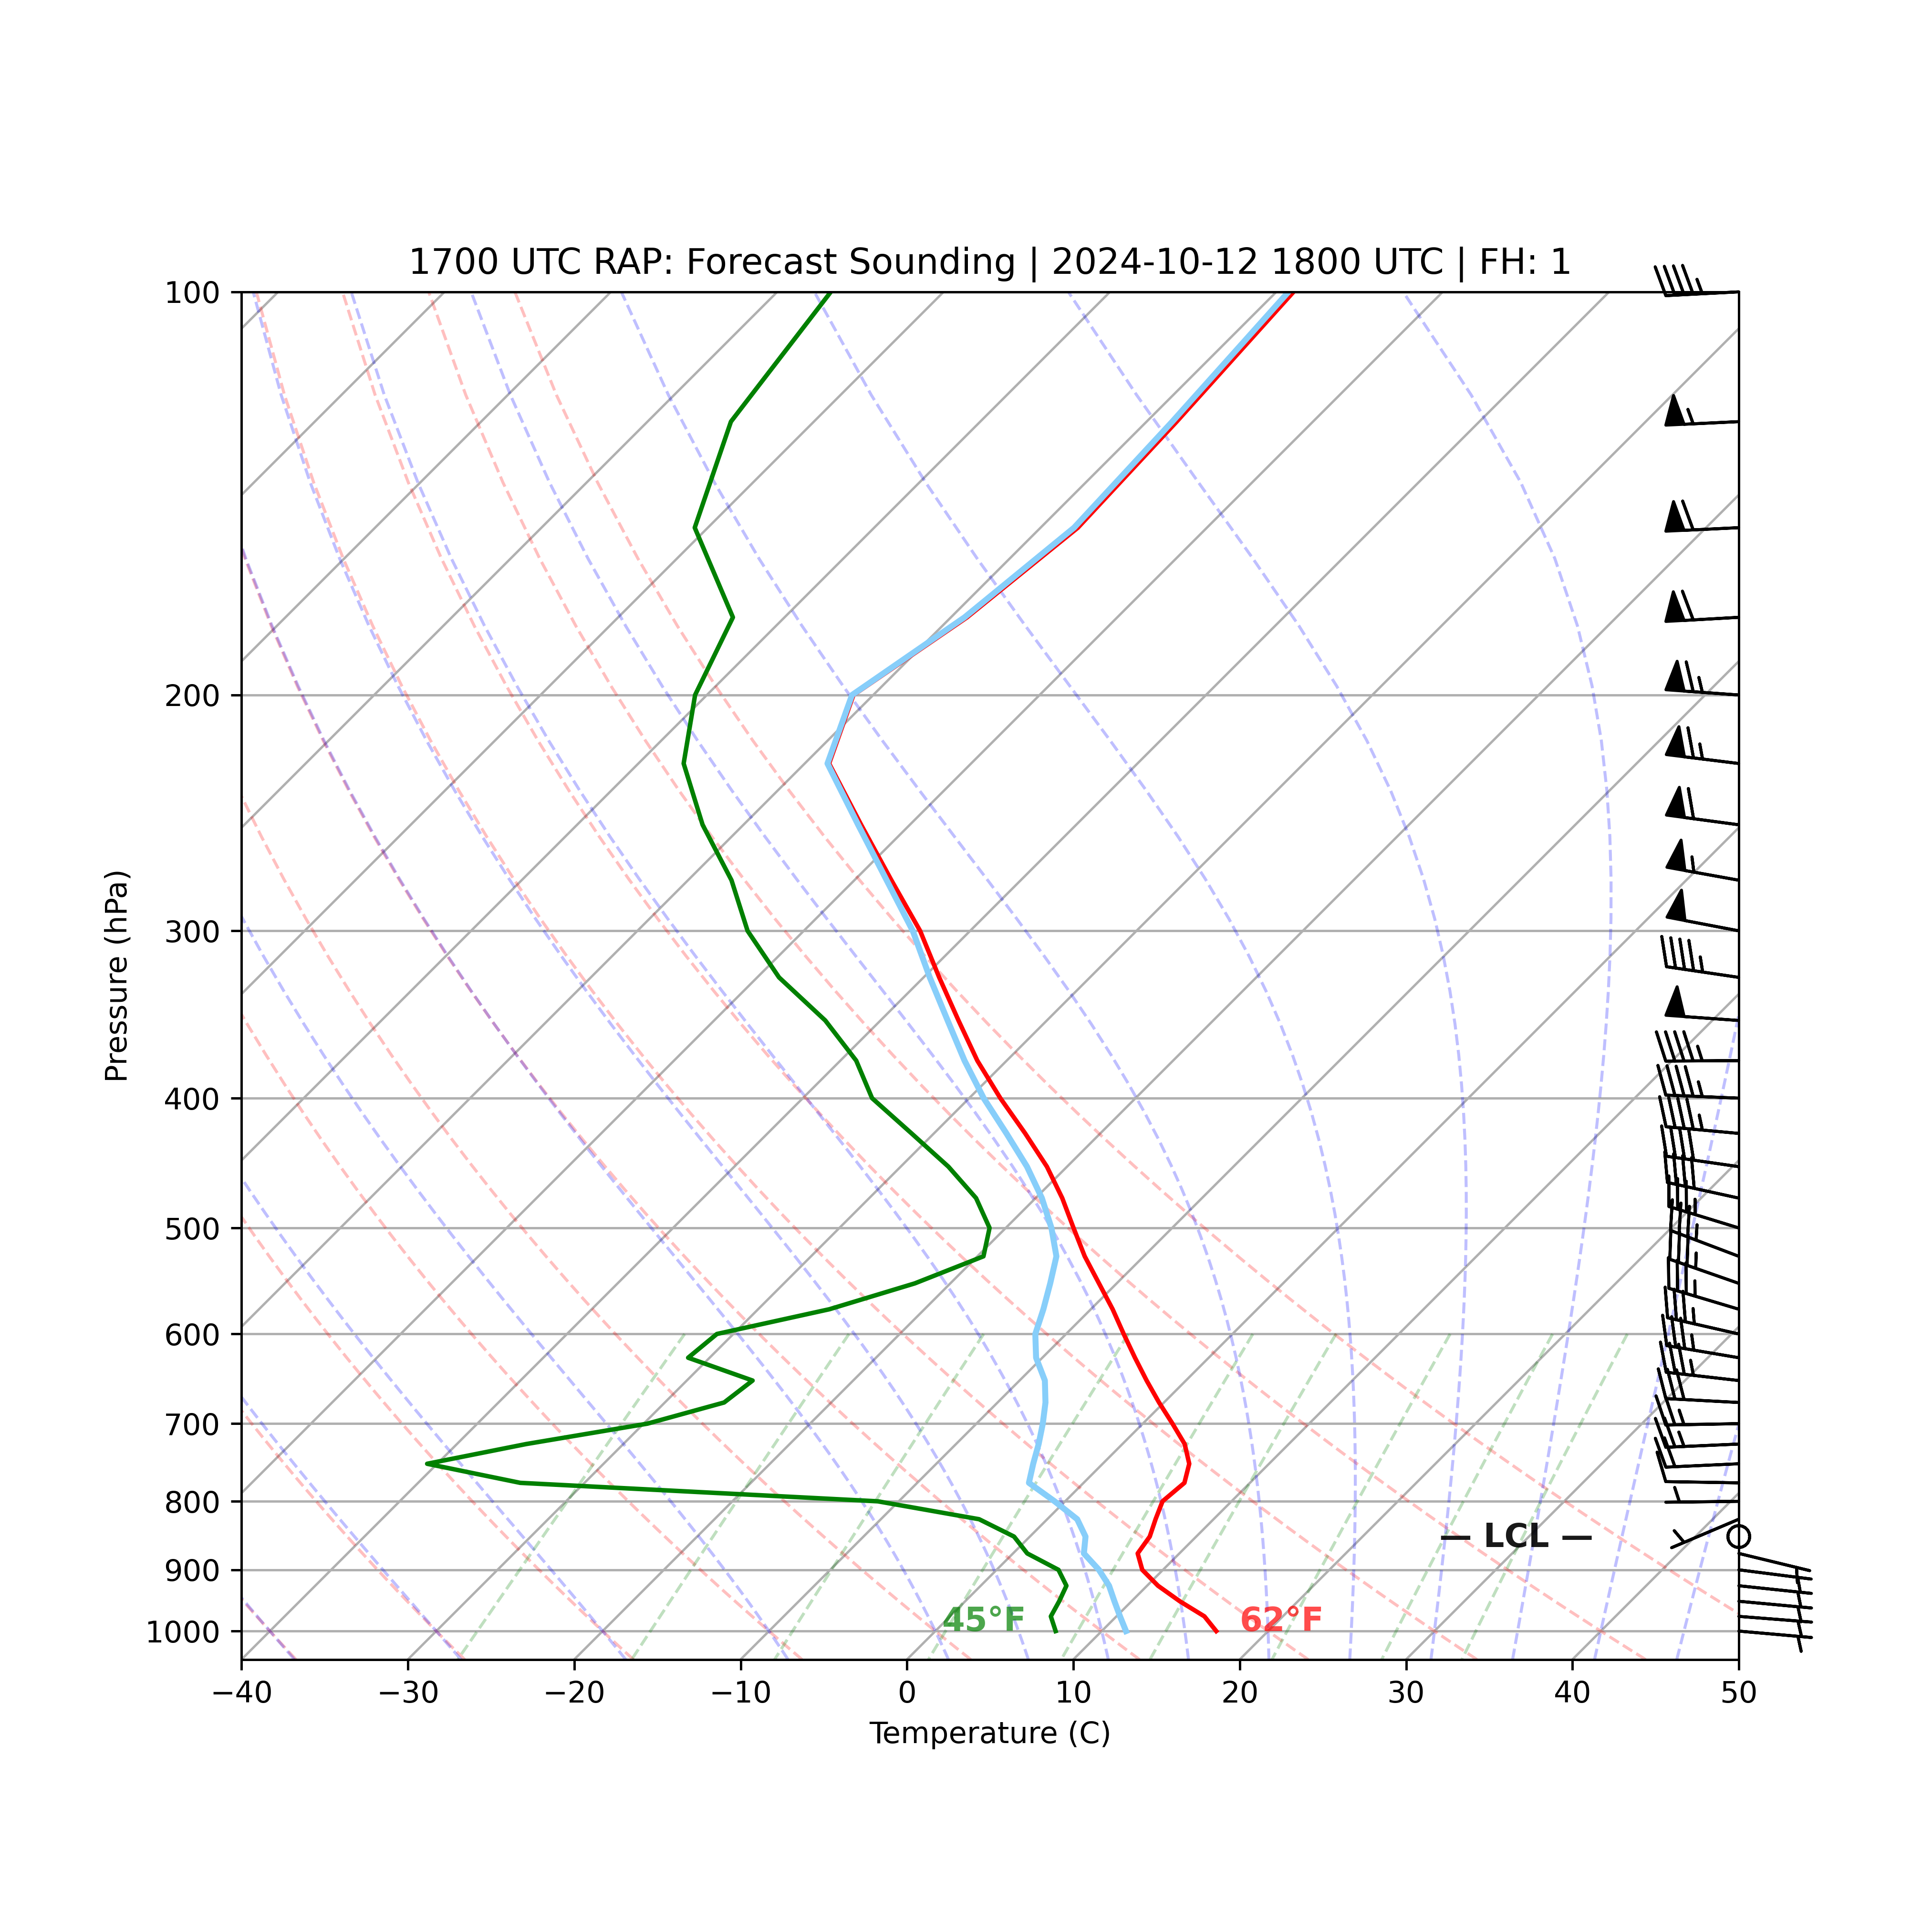 1700 UTC RAP: Forecast Sounding | 2024-10-12 1800 UTC | FH: 1
100
200
300
400
500
600
700
800
900
1000
Pressure (hPa)
— LCL —
45°F
62°F
−40 −30 −20 −10 0 10 20 30 40 50
Temperature (C)